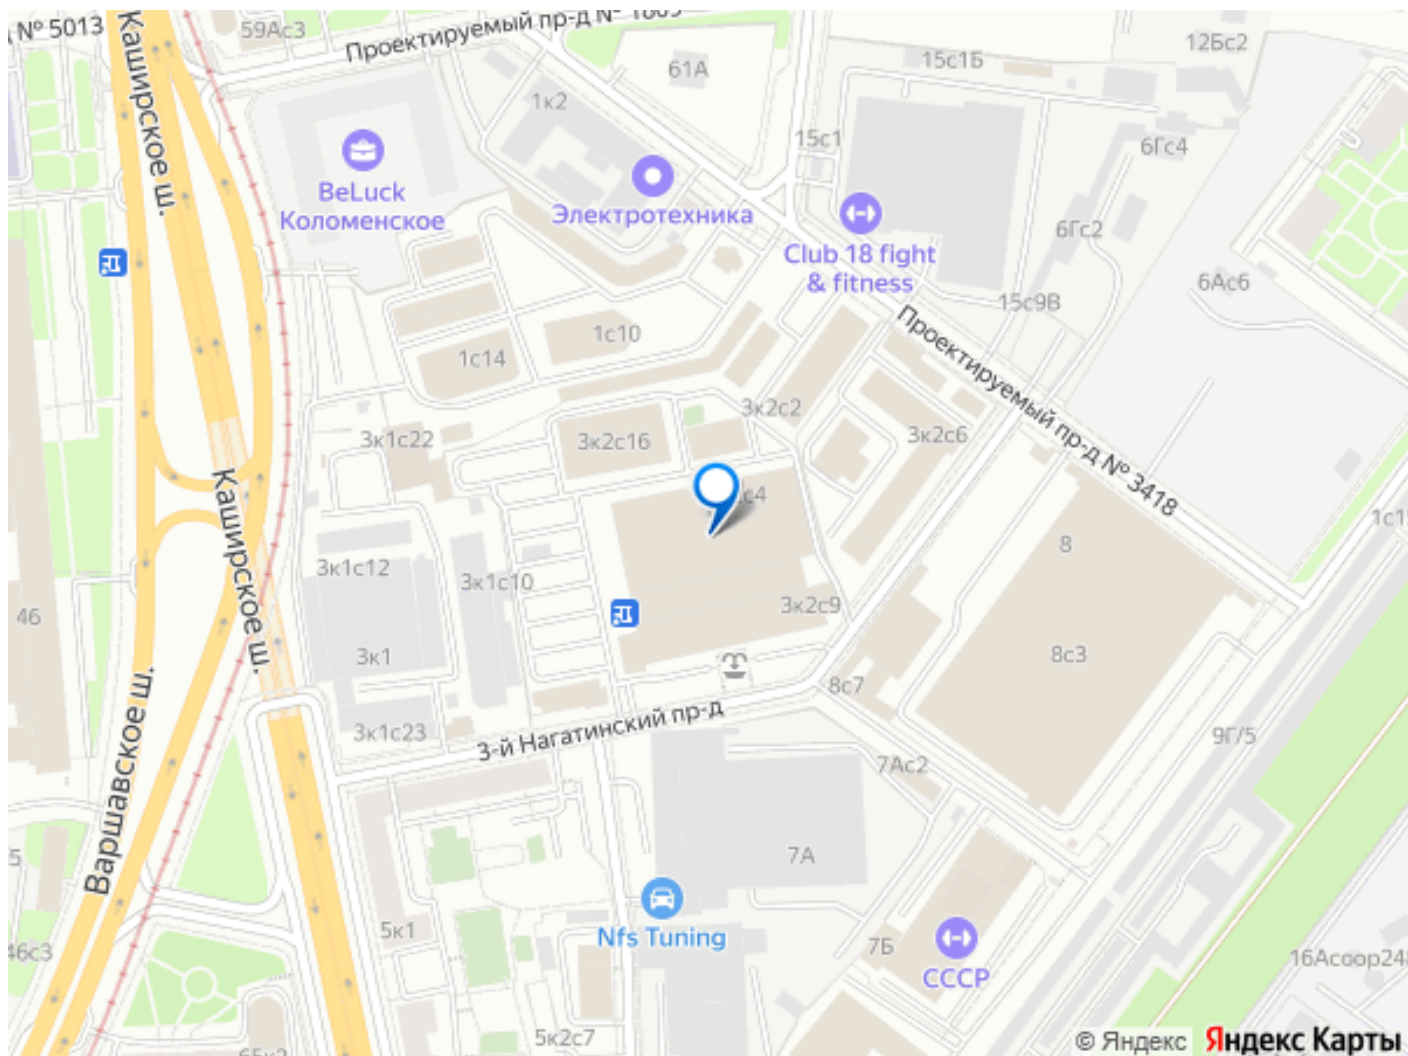 № 5013
59Ас3
Проектируемый пр-д №
12Бс2
15с1Б
61А
1к2
15с1
6Гс4
BeLuck
Коломенское
Электротехника
Каширское ш.
Club 18 fight
& fitness
6Гс2
6Ас6
15с9В
1с10
1с14
Проектируемый пр-д № 3418
3к2с2
3к1с22
3к2с16
3к2с6
с4
Каширское ш.
8
3к1с12
3к1с10
3к2с9
46
3к1
8с3
8с7
3к1с23
3-й Нагатинский пр-д
9Г/5
7Ас2
Варшавское ш.
7А
5к1
Nfs Tuning
7Б
СССР
46с3
5к2с7
© Яндекс Яндекс Карты